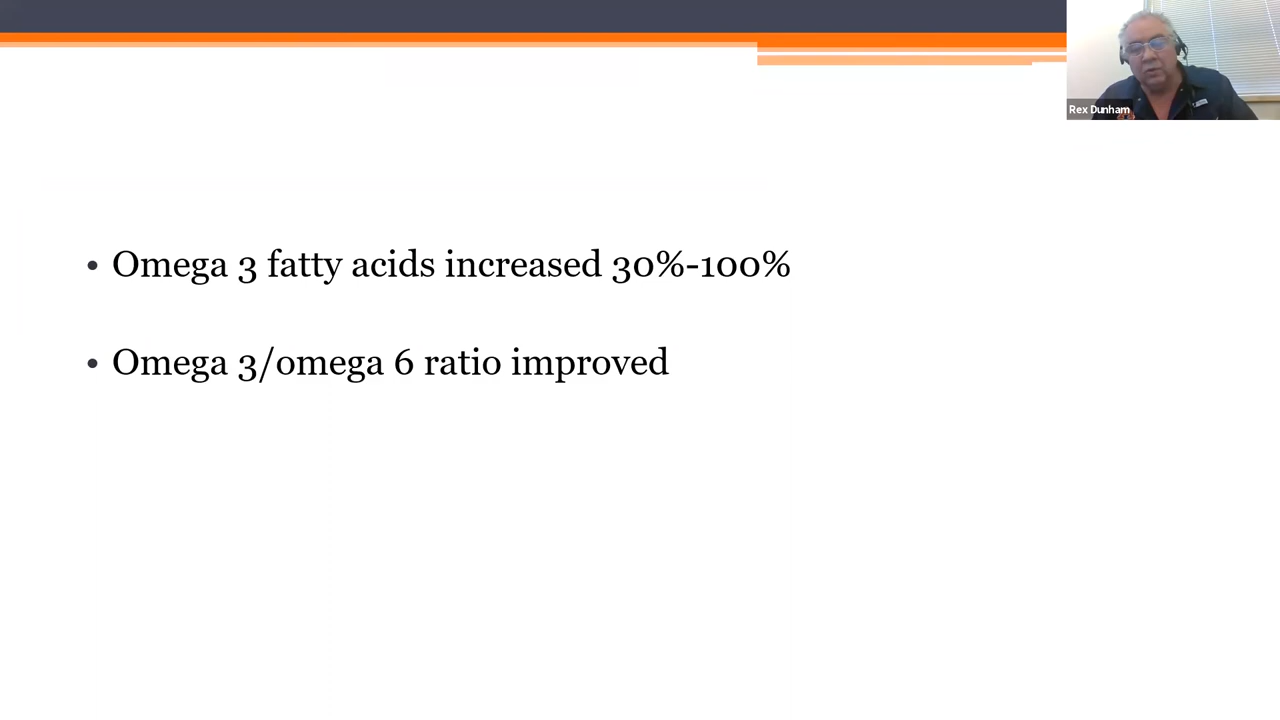 Rex Dunham
• Omega 3 fatty acids increased 30%-100%
• Omega 3/omega 6 ratio improved